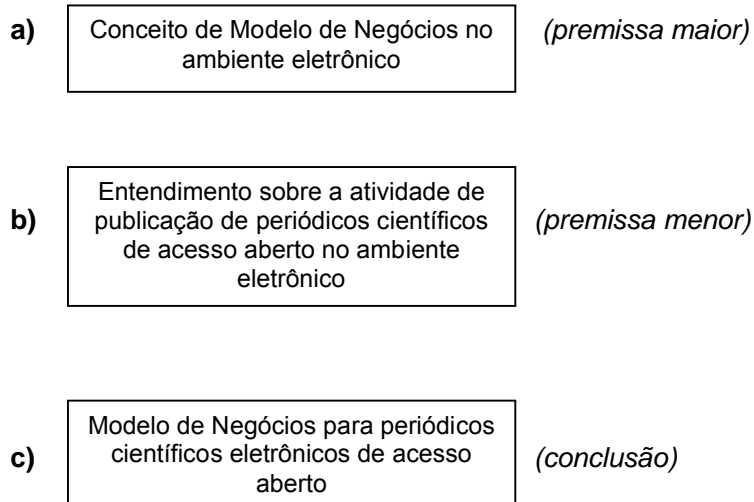 a) Conceito de Modelo de Negócios no (premissa maior)
ambiente eletrônico
Entendimento sobre a atividade de
b) publicação de periódicos científicos (premissa menor)
de acesso aberto no ambiente
eletrônico
Modelo de Negócios para periódicos
c) científicos eletrônicos de acesso (conclusão)
aberto